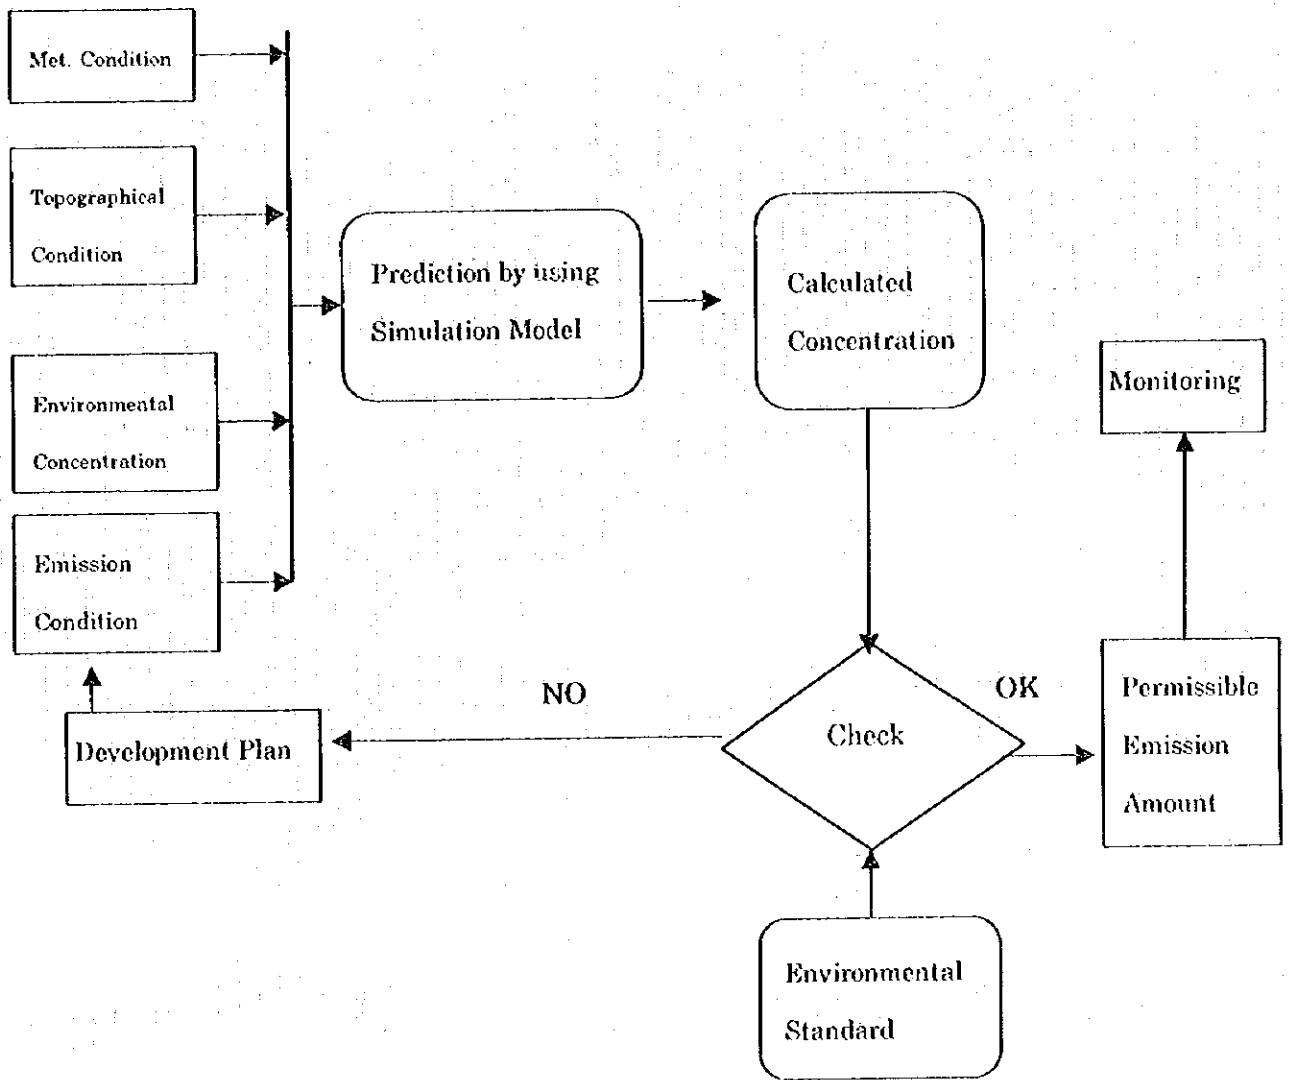 Met. Condition
Topographical
Condition
Prediction by using
Simulation Model
Calculated
Concentration
Environmental
Concentration
Monitoring
Emission
Condition
NO
OK
Development Plan
Check
Permissible
Emission
Amount
Environmental
Standard